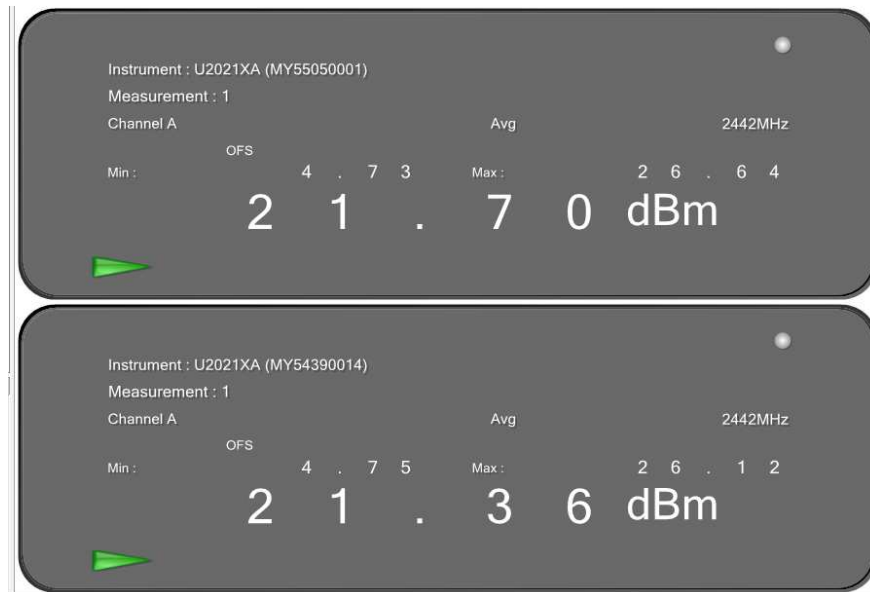 Instrument : U2021XA (MY55050001)
Measurement : 1
Channel A Avg 2442MHz
OFS
Min : 4.73 Max : 26.64
21.70 dBm
Instrument : U2021XA (MY54390014)
Measurement : 1
Channel A Avg 2442MHz
OFS
Min : 4.75 Max : 26.12
21.36 dBm